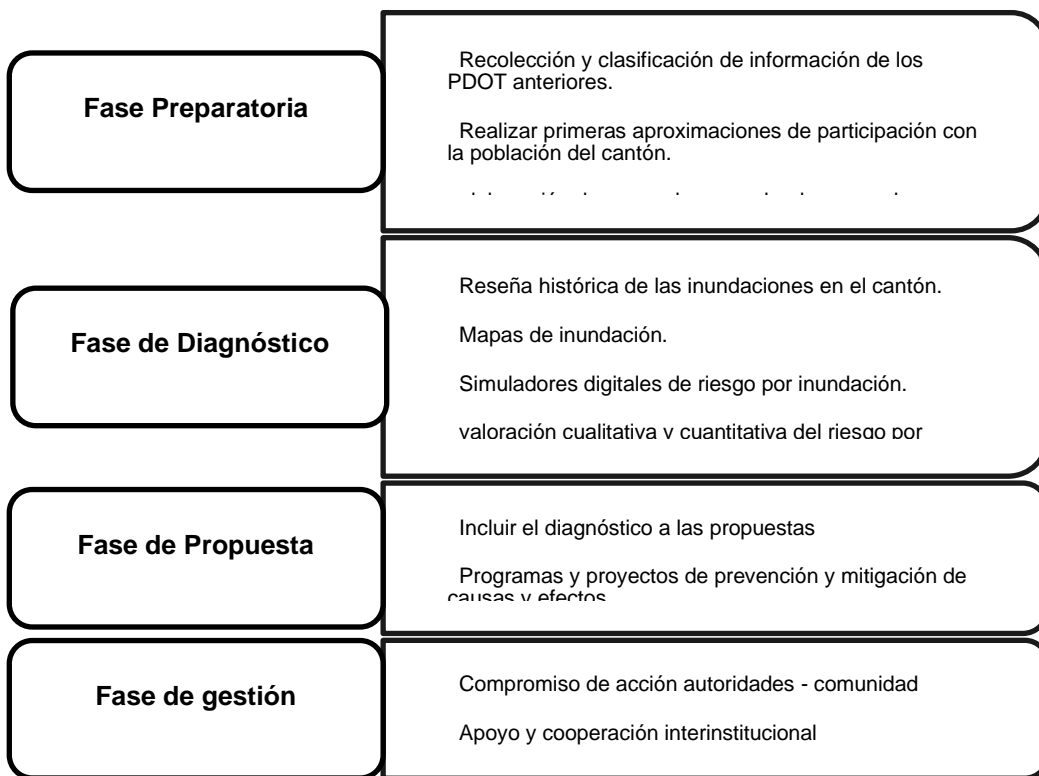 Fase Preparatoria
Recolección y clasificación de información de los
PDOT anteriores.
Realizar primeras aproximaciones de participación con
la población del cantón.
Fase de Diagnóstico
Reseña histórica de las inundaciones en el cantón.
Mapas de inundación.
Simuladores digitales de riesgo por inundación.
valoración cualitativa y cuantitativa del riesgo por
Fase de Propuesta
Incluir el diagnóstico a las propuestas
Programas y proyectos de prevención y mitigación de
causas y efectos
Fase de gestión
Compromiso de acción autoridades - comunidad
Apoyo y cooperación interinstitucional